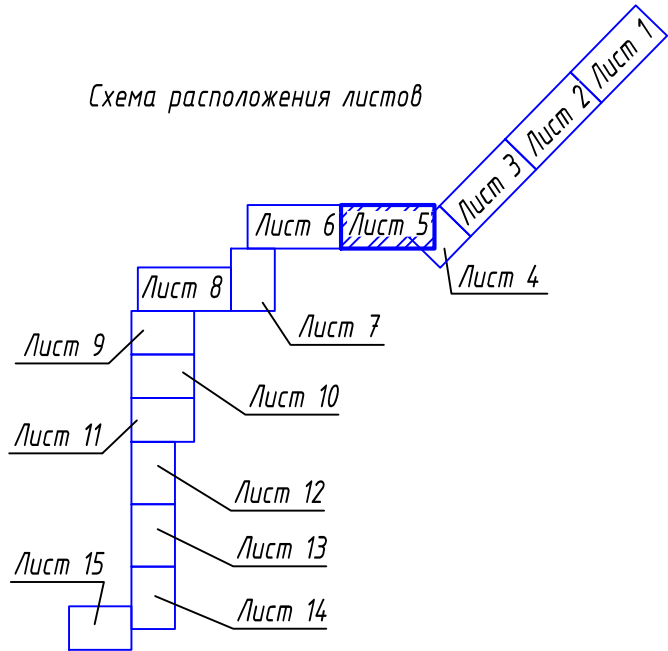 Схема расположения листов
Лист 1
Лист 2
Лист 3
Лист 4
Лист 5
Лист 6
Лист 7
Лист 8
Лист 9
Лист 10
Лист 11
Лист 12
Лист 13
Лист 14
Лист 15